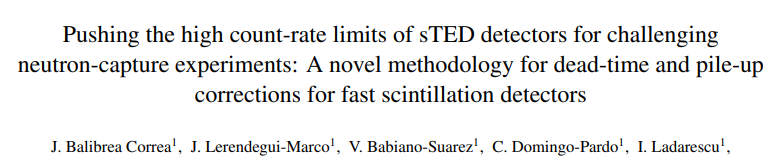 Pushing the high count-rate limits of sTED detectors for challenging
neutron-capture experiments: A novel methodology for dead-time and pile-up
corrections for fast scintillation detectors
J. Balibrea Correa¹, J. Lerendegui-Marco¹, V. Babiano-Suarez¹, C. Domingo-Pardo¹, I. Ladarescu¹,